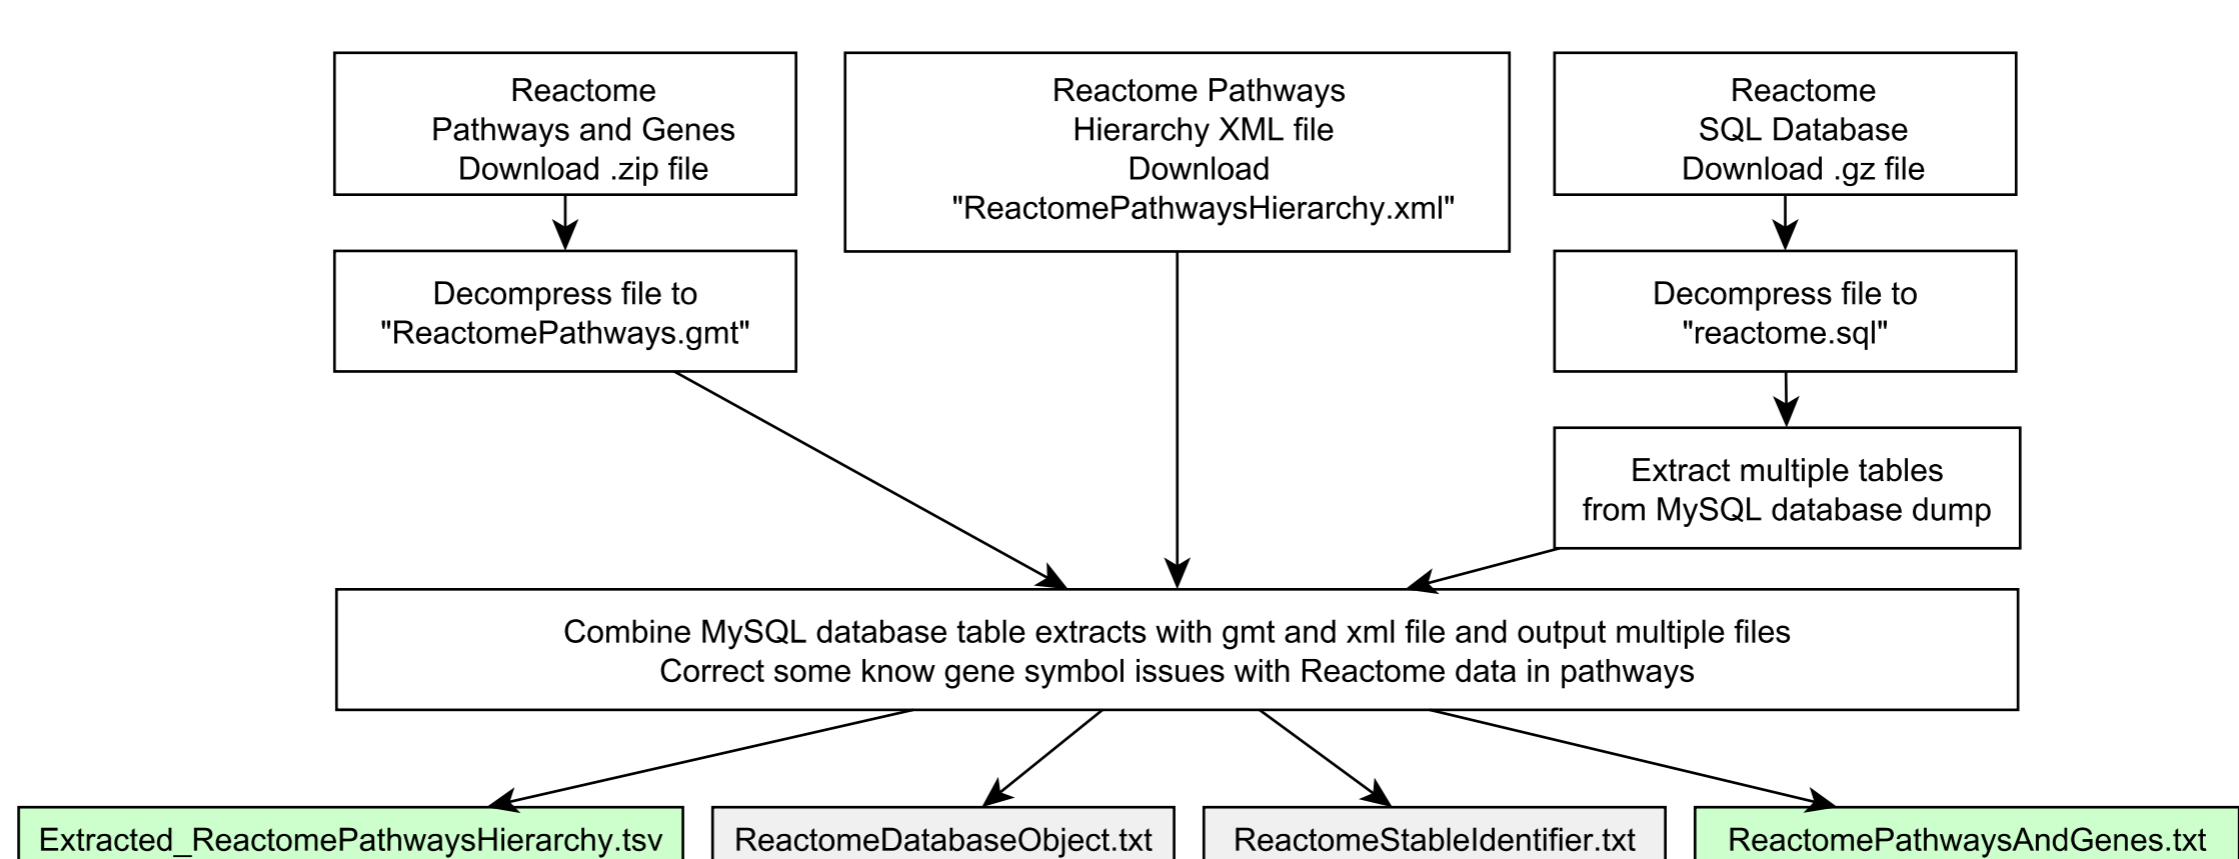 Reactome
Pathways and Genes
Download .zip file
Reactome Pathways
Hierarchy XML file
Download
"ReactomePathwaysHierarchy.xml"
Reactome
SQL Database
Download .gz file
Decompress file to
"ReactomePathways.gmt"
Decompress file to
"reactome.sql"
Extract multiple tables
from MySQL database dump
Combine MySQL database table extracts with gmt and xml file and output multiple files
Correct some know gene symbol issues with Reactome data in pathways
Extracted_ReactomePathwaysHierarchy.tsv
ReactomeDatabaseObject.txt
ReactomeStableIdentifier.txt
ReactomePathwaysAndGenes.txt